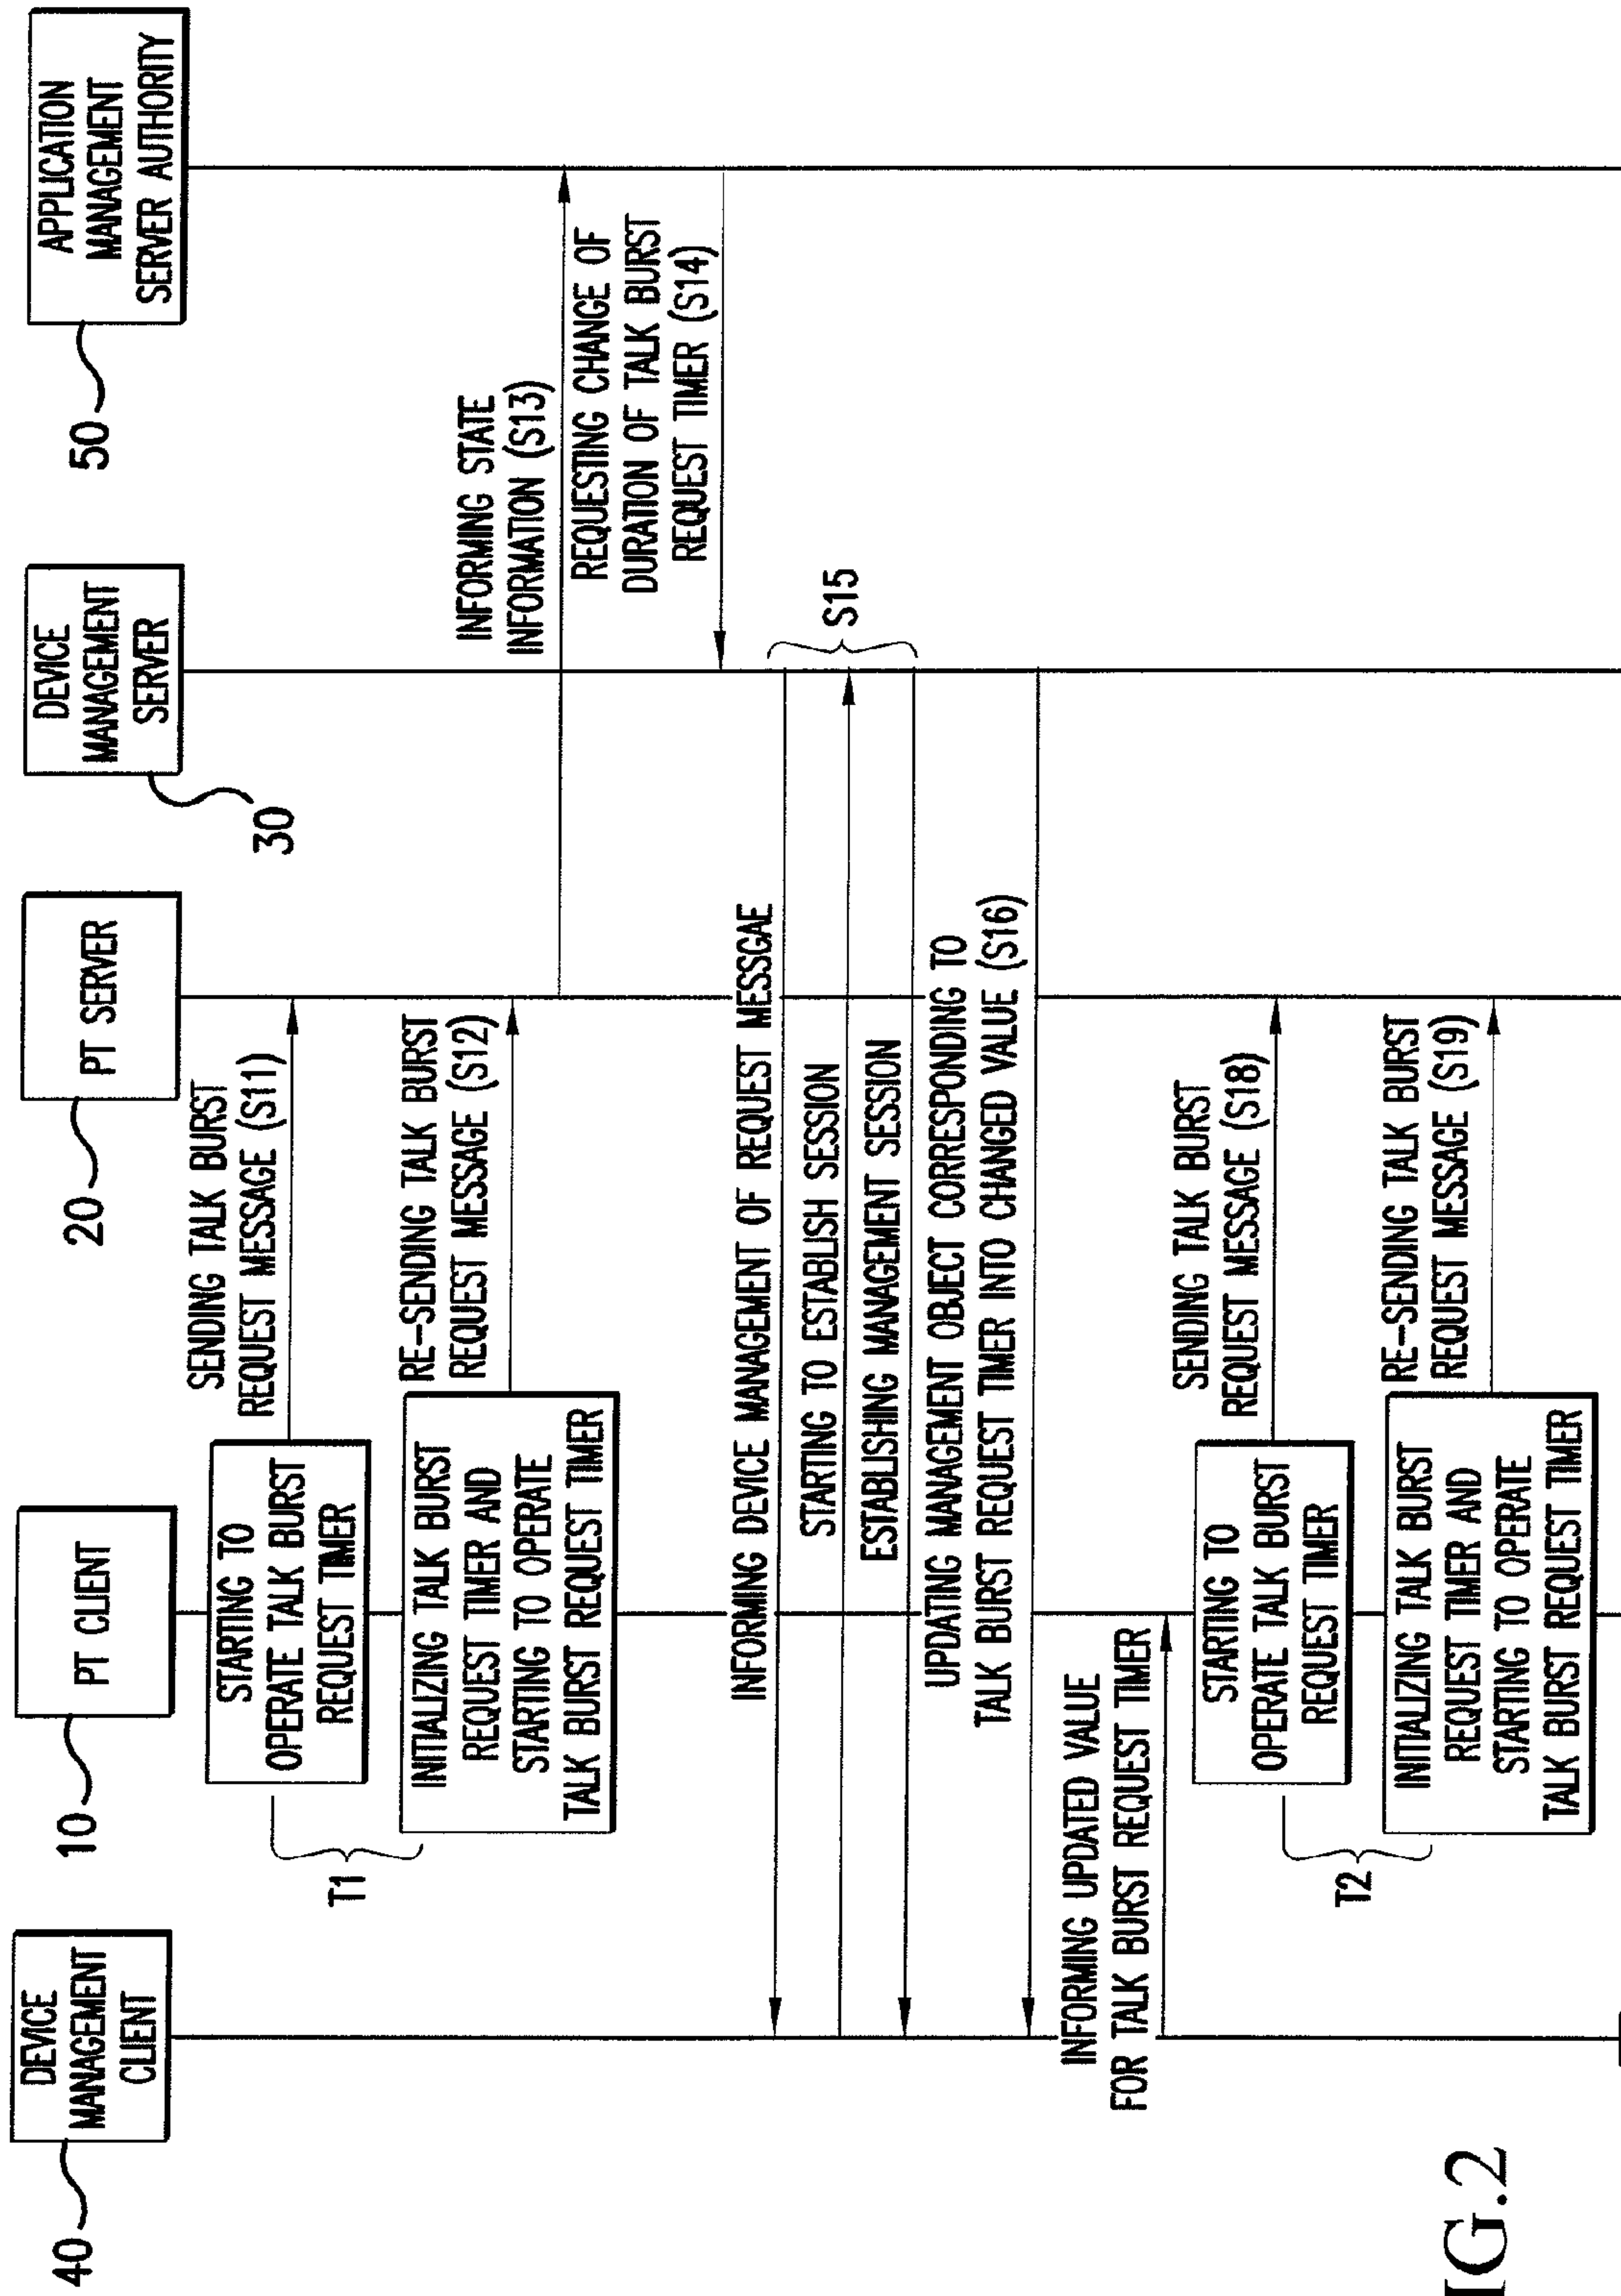 40
DEVICE
MANAGEMENT
CLIENT
10
PT CLIENT
20
PT SERVER
30
DEVICE
MANAGEMENT
SERVER
50
APPLICATION
MANAGEMENT
SERVER AUTHORITY
T1
STARTING TO
OPERATE TALK BURST
REQUEST TIMER
SENDING TALK BURST
REQUEST MESSAGE (S11)
INITIALIZING TALK BURST
REQUEST TIMER AND
STARTING TO OPERATE
TALK BURST REQUEST TIMER
RE-SENDING TALK BURST
REQUEST MESSAGE (S12)
INFORMING STATE
INFORMATION (S13)
REQUESTING CHANGE OF
DURATION OF TALK BURST
REQUEST TIMER (S14)
INFORMING DEVICE MANAGEMENT OF REQUEST MESSGAE
STARTING TO ESTABLISH SESSION
ESTABLISHING MANAGEMENT SESSION
S15
UPDATING MANAGEMENT OBJECT CORRESPONDING TO
TALK BURST REQUEST TIMER INTO CHANGED VALUE (S16)
INFORMING UPDATED VALUE
FOR TALK BURST REQUEST TIMER
T2
STARTING TO
OPERATE TALK BURST
REQUEST TIMER
SENDING TALK BURST
REQUEST MESSAGE (S18)
INITIALIZING TALK BURST
REQUEST TIMER AND
STARTING TO OPERATE
TALK BURST REQUEST TIMER
RE-SENDING TALK BURST
REQUEST MESSAGE (S19)
IG.2